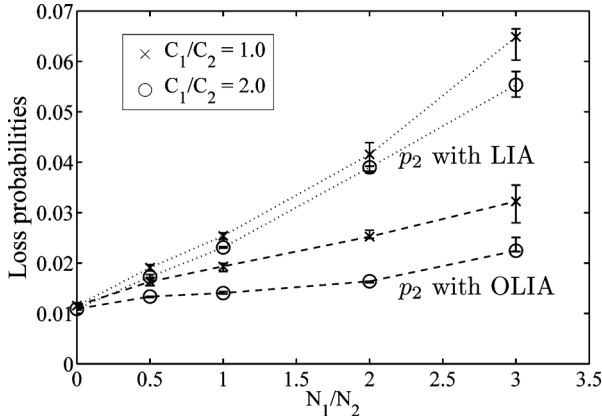 0.07
0.06
0.05
0.04
0.03
0.02
0.01
0
Loss probabilities
C₁/C₂ = 1.0
C₁/C₂ = 2.0
p₂ with LIA
p₂ with OLIA
0 0.5 1 1.5 2 2.5 3 3.5
N₁/N₂